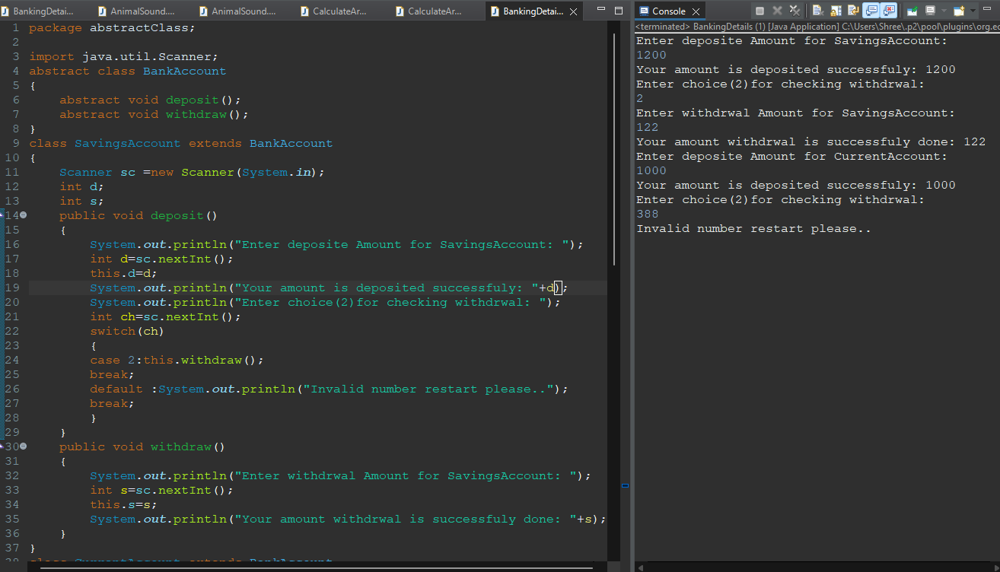 BankingDetai...
AnimalSound....
AnimalSound....
CalculateAr...
CalculateAr...
BankingDetai...
1 package abstractClass;
2
3 import java.util.Scanner;
4 abstract class BankAccount
5 {
6     abstract void deposit();
7     abstract void withdraw();
8 }
9 class SavingsAccount extends BankAccount
10 {
11     Scanner sc =new Scanner(System.in);
12     int d;
13     int s;
14     public void deposit()
15     {
16         System.out.println("Enter deposite Amount for SavingsAccount: ");
17         int d=sc.nextInt();
18         this.d=d;
19         System.out.println("Your amount is deposited successfuly: "+d);
20         System.out.println("Enter choice(2)for checking withdrwal: ");
21         int ch=sc.nextInt();
22         switch(ch)
23         {
24         case 2:this.withdraw();
25         break;
26         default :System.out.println("Invalid number restart please..");
27         break;
28         }
29     }
30     public void withdraw()
31     {
32         System.out.println("Enter withdrwal Amount for SavingsAccount: ");
33         int s=sc.nextInt();
34         this.s=s;
35         System.out.println("Your amount withdrwal is successfuly done: "+s);
36     }
37 }
38 class CurrentAccount extends BankAccount
Console
<terminated> BankingDetails (1) [Java Application] C:\Users\Shree\.p2\pool\plugins\org.ec
Enter deposite Amount for SavingsAccount:
1200
Your amount is deposited successfuly: 1200
Enter choice(2)for checking withdrwal:
2
Enter withdrwal Amount for SavingsAccount:
122
Your amount withdrwal is successfuly done: 122
Enter deposite Amount for CurrentAccount:
1000
Your amount is deposited successfuly: 1000
Enter choice(2)for checking withdrwal:
388
Invalid number restart please..